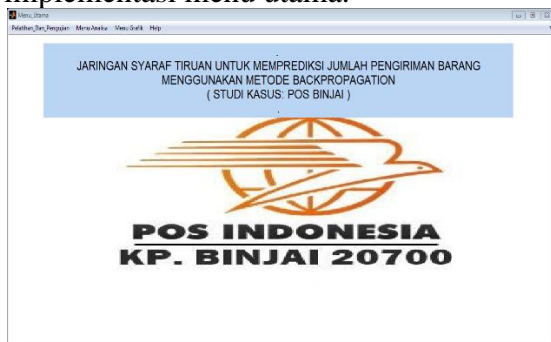 Implementasi menu utama.
Menu_Utama
Pelatihan_Dan_Pengujian Menu Analisa Menu Grafik Help
JARINGAN SYARAF TIRUAN UNTUK MEMPREDIKSI JUMLAH PENGIRIMAN BARANG
MENGGUNAKAN METODE BACKPROPAGATION
( STUDI KASUS: POS BINJAI )
POS INDONESIA
KP. BINJAI 20700